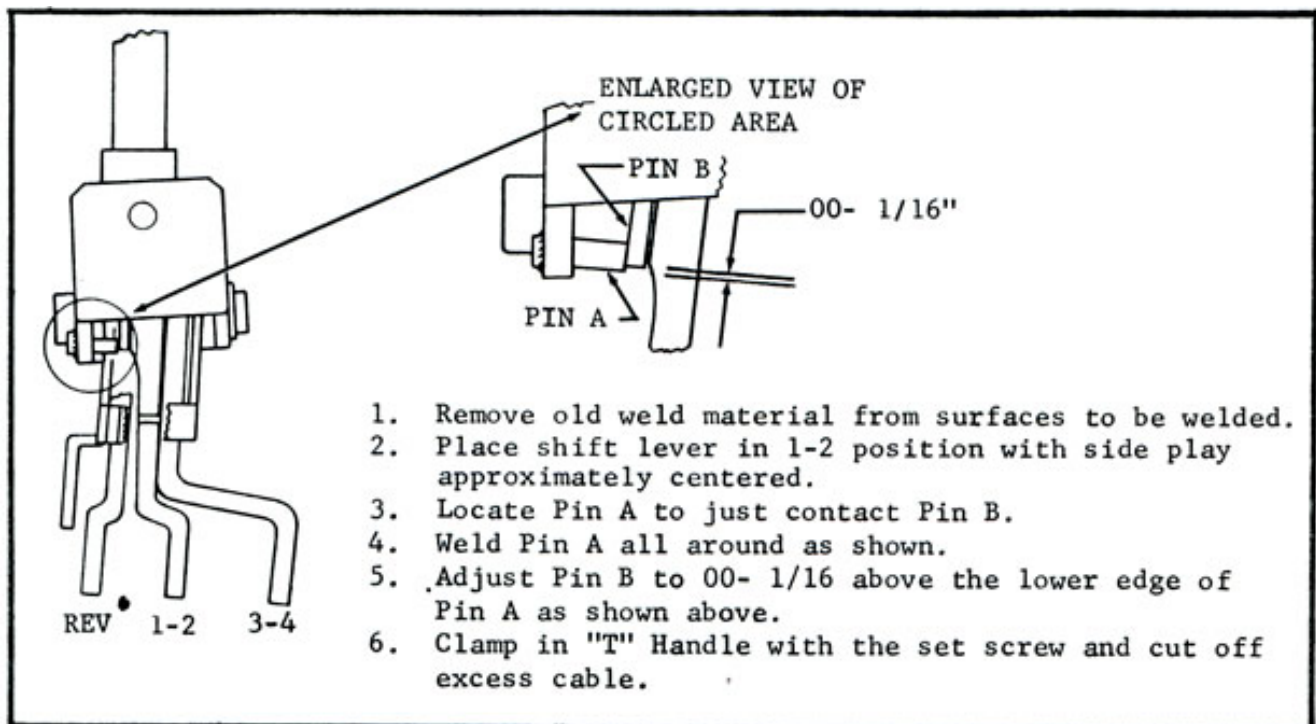 ENLARGED VIEW OF
CIRCLED AREA
PIN B
00- 1/16"
PIN A
1. Remove old weld material from surfaces to be welded.
2. Place shift lever in 1-2 position with side play
approximately centered.
3. Locate Pin A to just contact Pin B.
4. Weld Pin A all around as shown.
5. Adjust Pin B to 00- 1/16 above the lower edge of
Pin A as shown above.
6. Clamp in "T" Handle with the set screw and cut off
excess cable.
REV 1-2 3-4